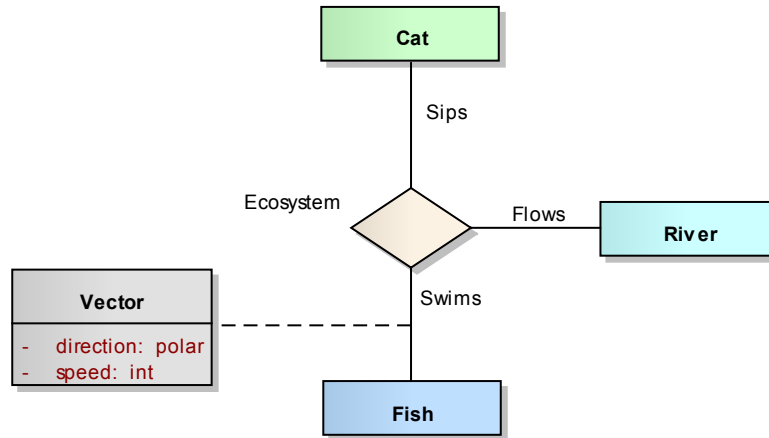 Cat
Sips
Ecosystem
Flows
River
Vector
- direction: polar
- speed: int
Swims
Fish